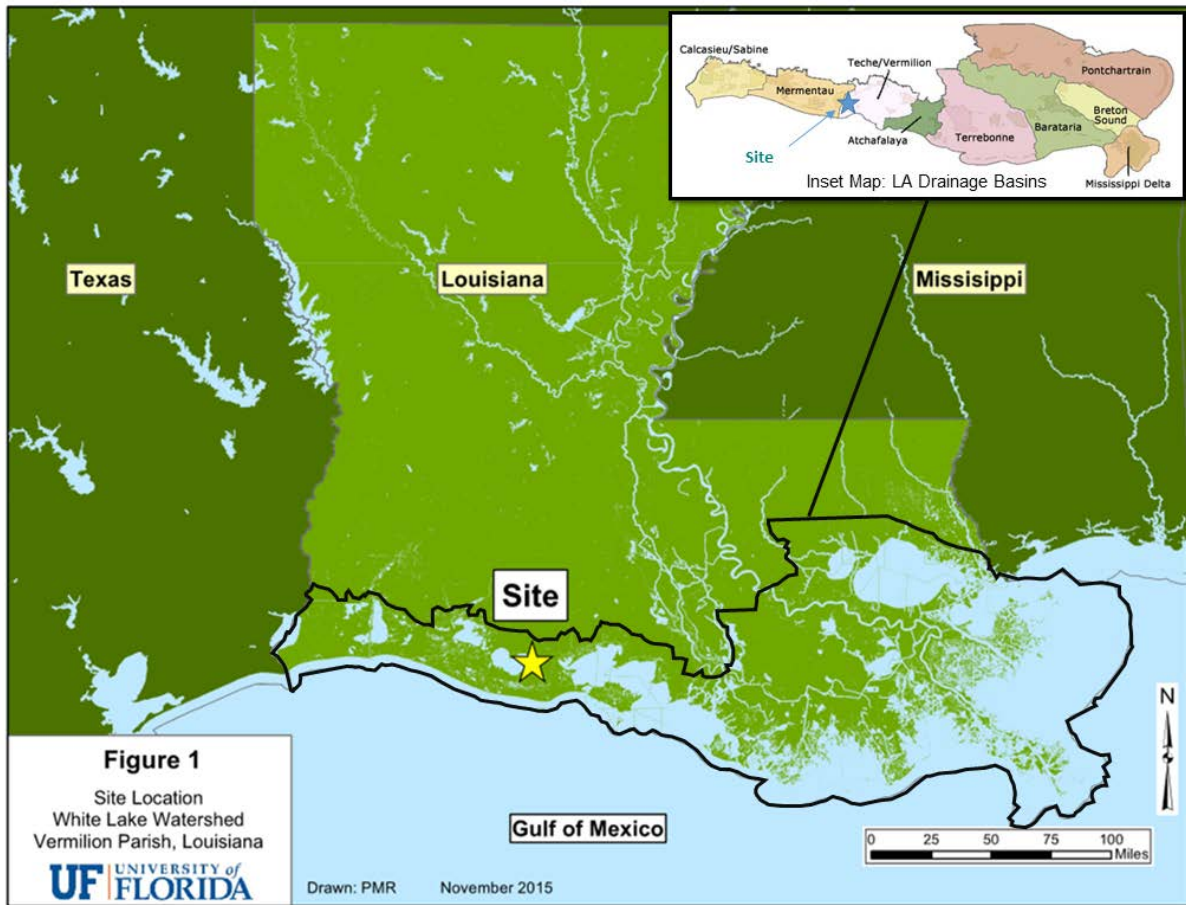 Calcasieu/Sabine
Teche/Vermilion
Mermentau
Pontchartrain
Breton
Sound
Site
Atchafalaya
Terrebonne
Barataria
Mississippi Delta
Inset Map: LA Drainage Basins
Texas
Louisiana
Missisippi
Site
N
Gulf of Mexico
0 25 50 75 100
Miles
Figure 1
Site Location
White Lake Watershed
Vermilion Parish, Louisiana
UF UNIVERSITY of
FLORIDA
Drawn: PMR November 2015